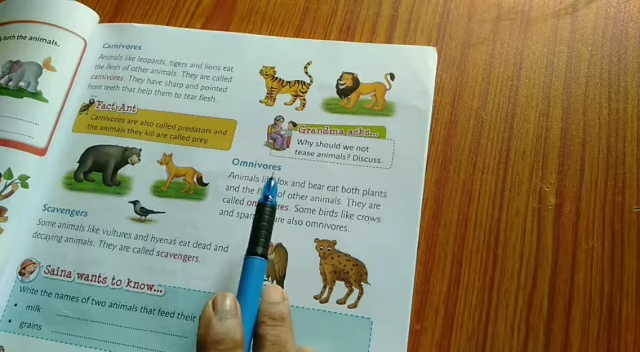 y both the animals.
Carnivores
Animals like leopards, tigers and lions eat
the flesh of other animals. They are called
carnivores. They have sharp and pointed
front teeth that help them to tear flesh.
Fact Ant
Carnivores are also called predators and
the animals they kill are called prey.
Grandma asks...
Why should we not
tease animals? Discuss.
Omnivores
Animals fox and bear eat both plants
and the of other animals. They are
called Some birds like crows
and are also omnivores.
Scavengers
Some animals like vultures and hyenas eat dead and
decaying animals. They are called scavengers.
Saina wants to know...
Write the names of two animals that feed their
• milk
• grains